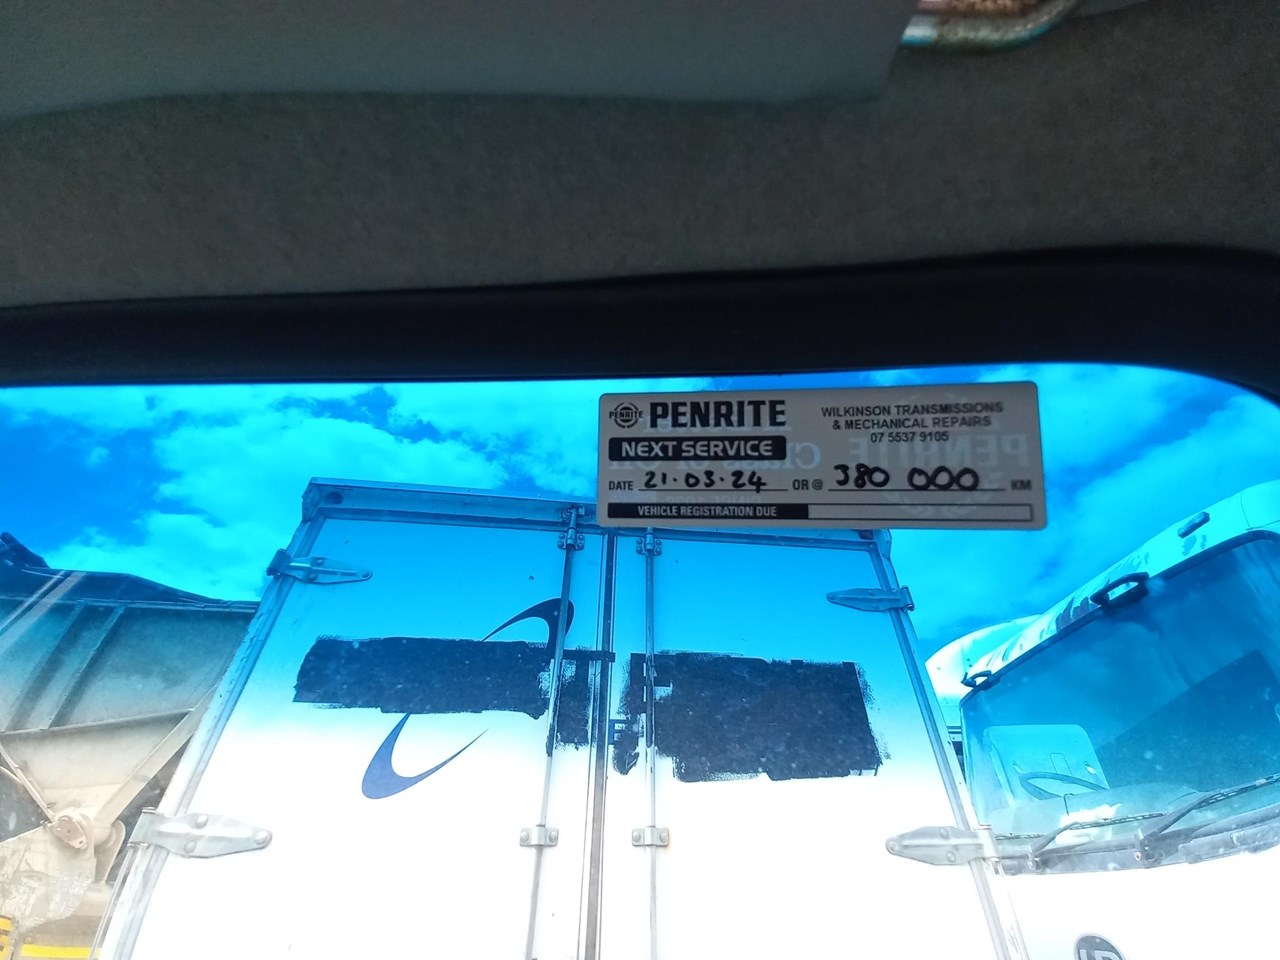 PENRITE PENRITE
WILKINSON TRANSMISSIONS
& MECHANICAL REPAIRS
07 5537 9105
NEXT SERVICE
DATE 21.03.24 OR @ 380 000 KM
VEHICLE REGISTRATION DUE